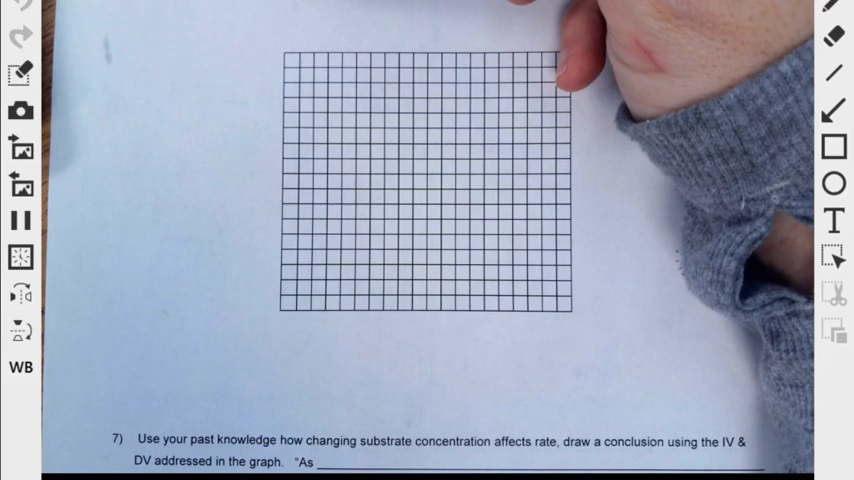 T
WB
7) Use your past knowledge how changing substrate concentration affects rate, draw a conclusion using the IV &
DV addressed in the graph. "As